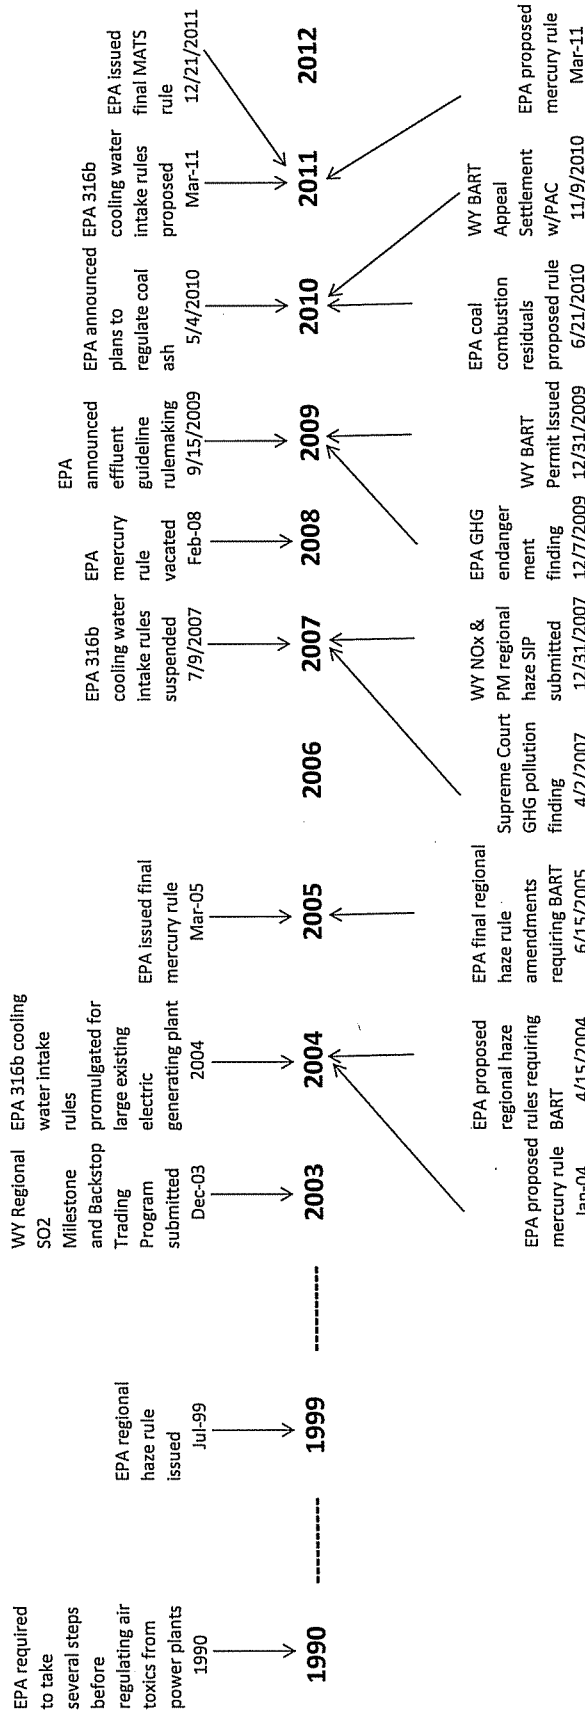 EPA required
to take
several steps
before
regulating air
toxics from
power plants
1990
EPA regional
haze rule
issued
Jul-99
WY Regional
SO2
Milestone
and Backstop
Trading
Program
submitted
Dec-03
EPA 316b cooling
water intake
rules
promulgated for
large existing
electric
generating plant
2004
EPA issued final
mercury rule
Mar-05
EPA 316b
cooling water
intake rules
suspended
7/9/2007
EPA
mercury
rule
vacated
Feb-08
EPA
announced
effluent
guideline
rulemaking
9/15/2009
EPA announced
plans to
regulate coal
ash
5/4/2010
EPA 316b
cooling water
intake rules
proposed
Mar-11
EPA issued
final MATS
rule
12/21/2011
1990 ---------- 1999 ---------- 2003 2004 2005 2006 2007 2008 2009 2010 2011 2012
EPA proposed
mercury rule
Jan-04
EPA proposed
regional haze
rules requiring
BART
4/15/2004
EPA final regional
haze rule
amendments
requiring BART
6/15/2005
Supreme Court
GHG pollution
finding
4/2/2007
WY NOx &
PM regional
haze SIP
submitted
12/31/2007
EPA GHG
endanger
ment
finding
12/7/2009
WY BART
Permit Issued
12/31/2009
EPA coal
combustion
residuals
proposed rule
6/21/2010
WY BART
Appeal
Settlement
w/PAC
11/9/2010
EPA proposed
mercury rule
Mar-11